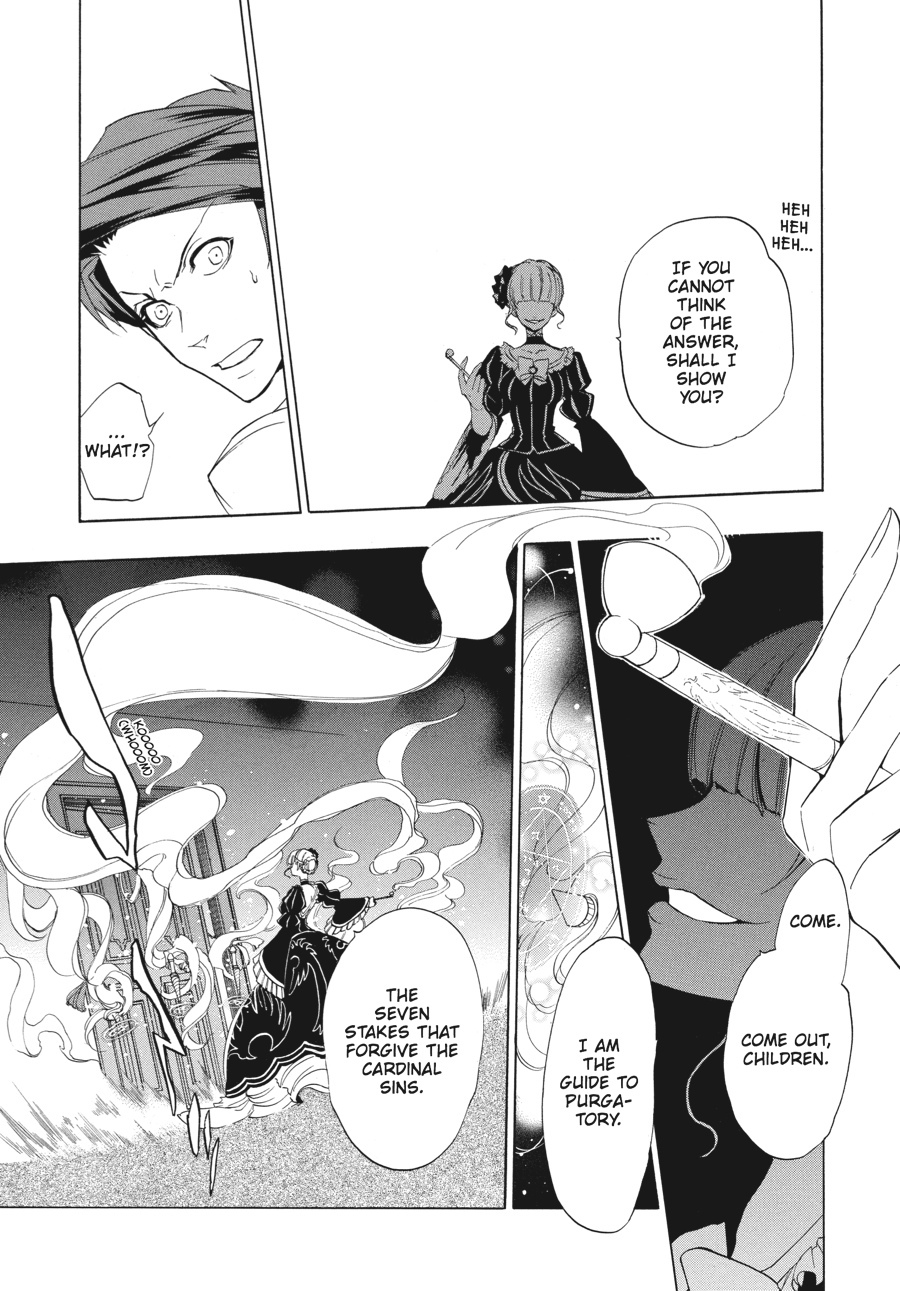 HEH
HEH
HEH...
IF YOU
CANNOT
THINK
OF THE
ANSWER,
SHALL I
SHOW
YOU?
...
WHAT!?
COME.
COME OUT,
CHILDREN.
I AM
THE
GUIDE TO
PURGA-
TORY.
THE
SEVEN
STAKES THAT
FORGIVE THE
CARDINAL
SINS.
KOOOOO
(WHOOOM)